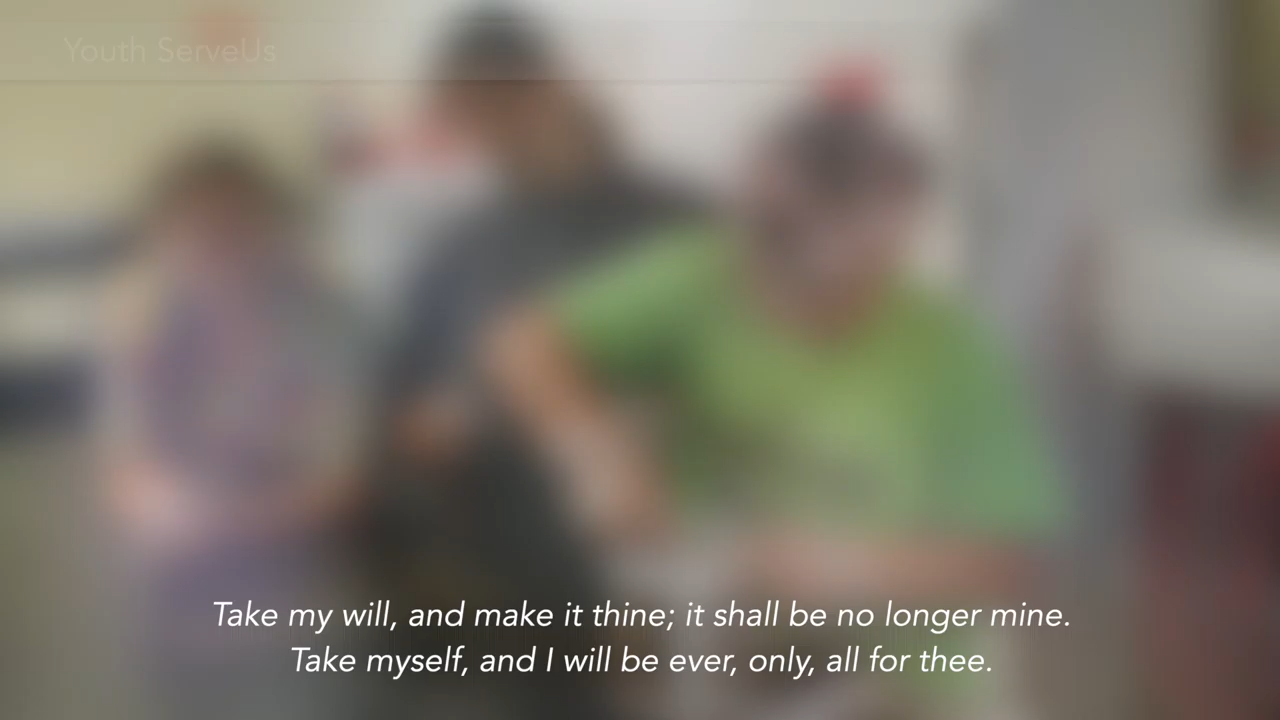 Youth ServeUs
Take my will, and make it thine; it shall be no longer mine.
Take myself, and I will be ever, only, all for thee.